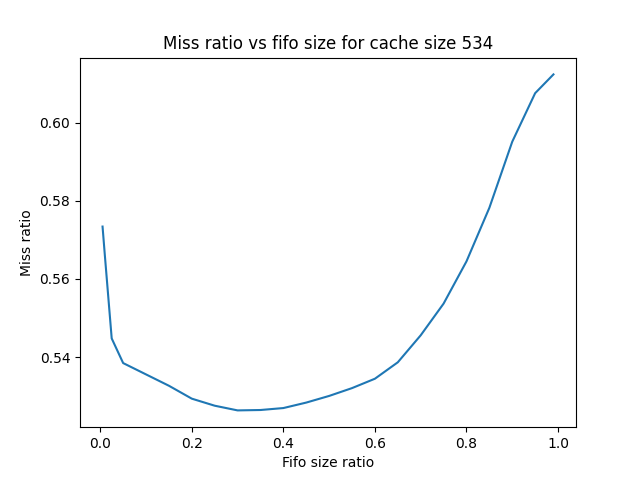 Miss ratio vs fifo size for cache size 534
0.60
0.58
0.56
0.54
Miss ratio
0.0 0.2 0.4 0.6 0.8 1.0
Fifo size ratio